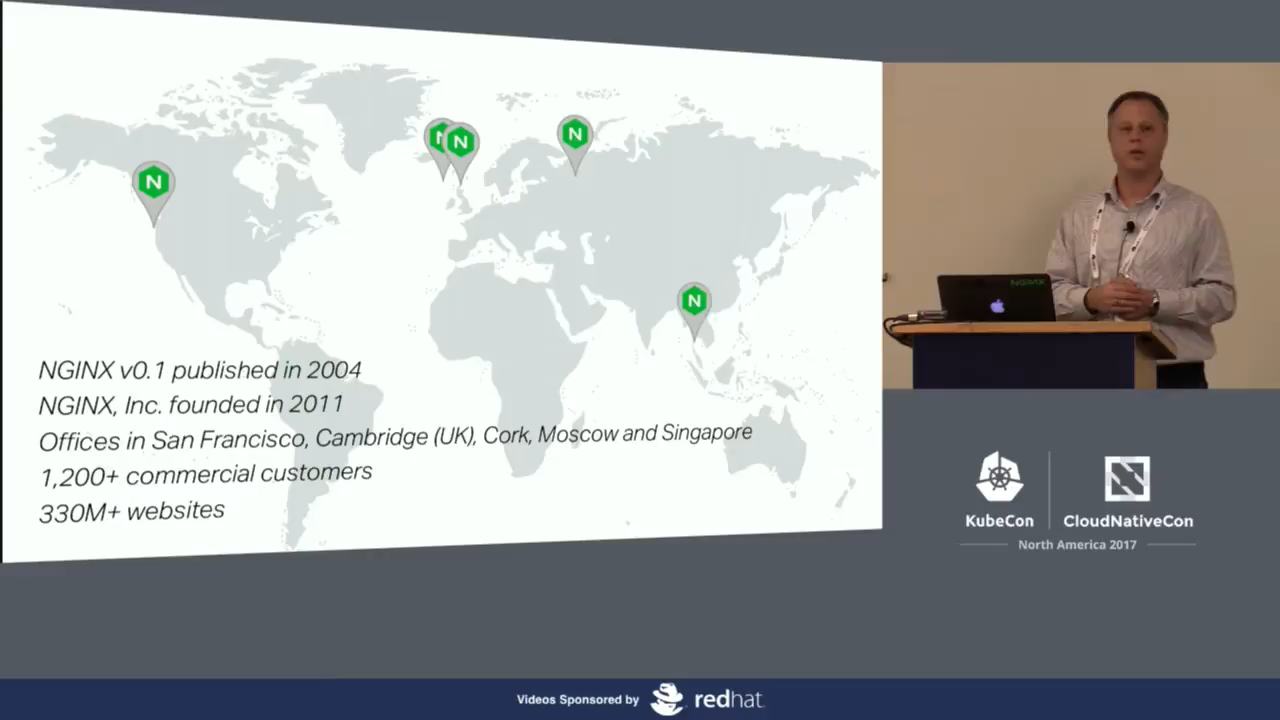 N
N
N
N
N
NGINX v0.1 published in 2004
NGINX, Inc. founded in 2011
Offices in San Francisco, Cambridge (UK), Cork, Moscow and Singapore
1,200+ commercial customers
330M+ websites
NGINX
KubeCon
CloudNativeCon
North America 2017
Videos Sponsored by
redhat